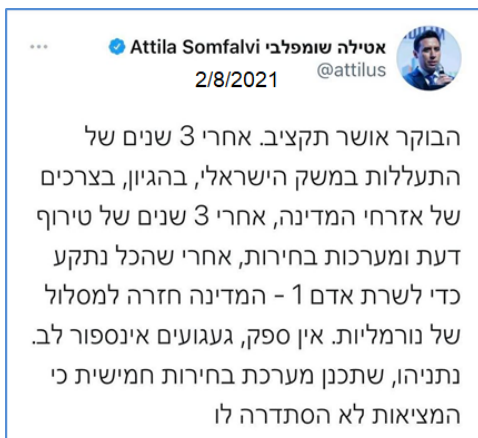 אטילה שומפלבי Attila Somfalvi
@attilus
2/8/2021
הבוקר אושר תקציב. אחרי 3 שנים של
התעללות במשק הישראלי, בהגיון, בצרכים
של אזרחי המדינה, אחרי 3 שנים של טירוף
דעת ומערכות בחירות, אחרי שהכל נתקע
כדי לשרת אדם 1 - המדינה חזרה למסלול
של נורמליות. אין ספק, געגועים אינספור לב.
נתניהו, שתכנן מערכת בחירות חמישית כי
המציאות לא הסתדרה לו